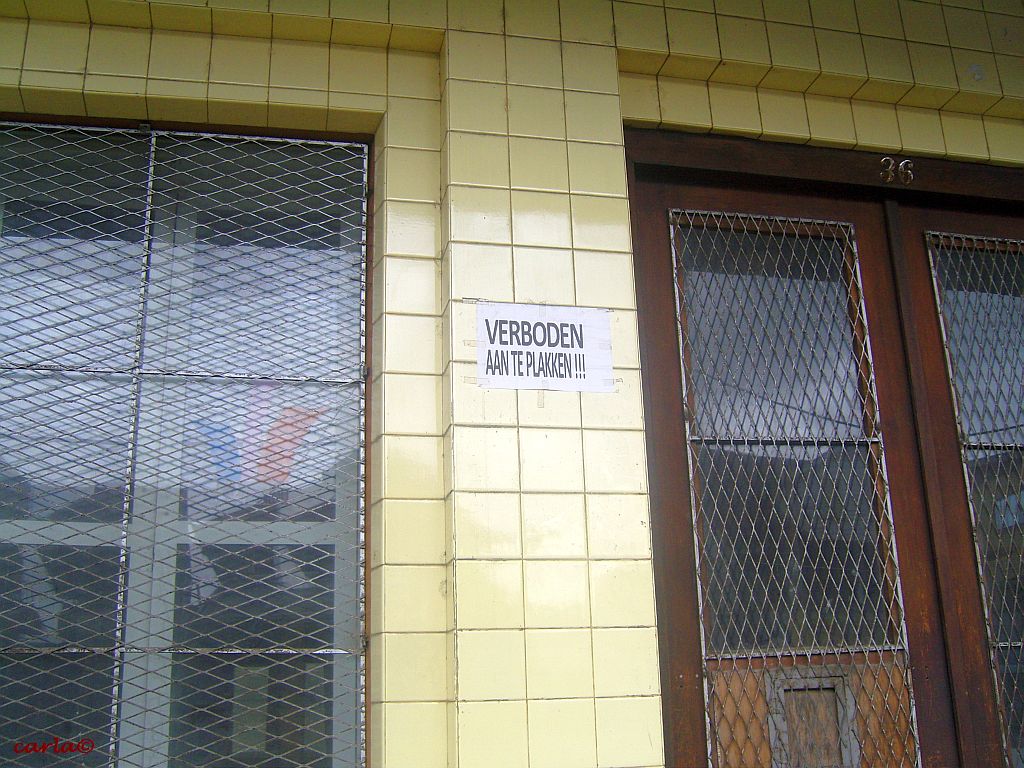 36
VERBODEN
AAN TE PLAKKEN !!!
carla©